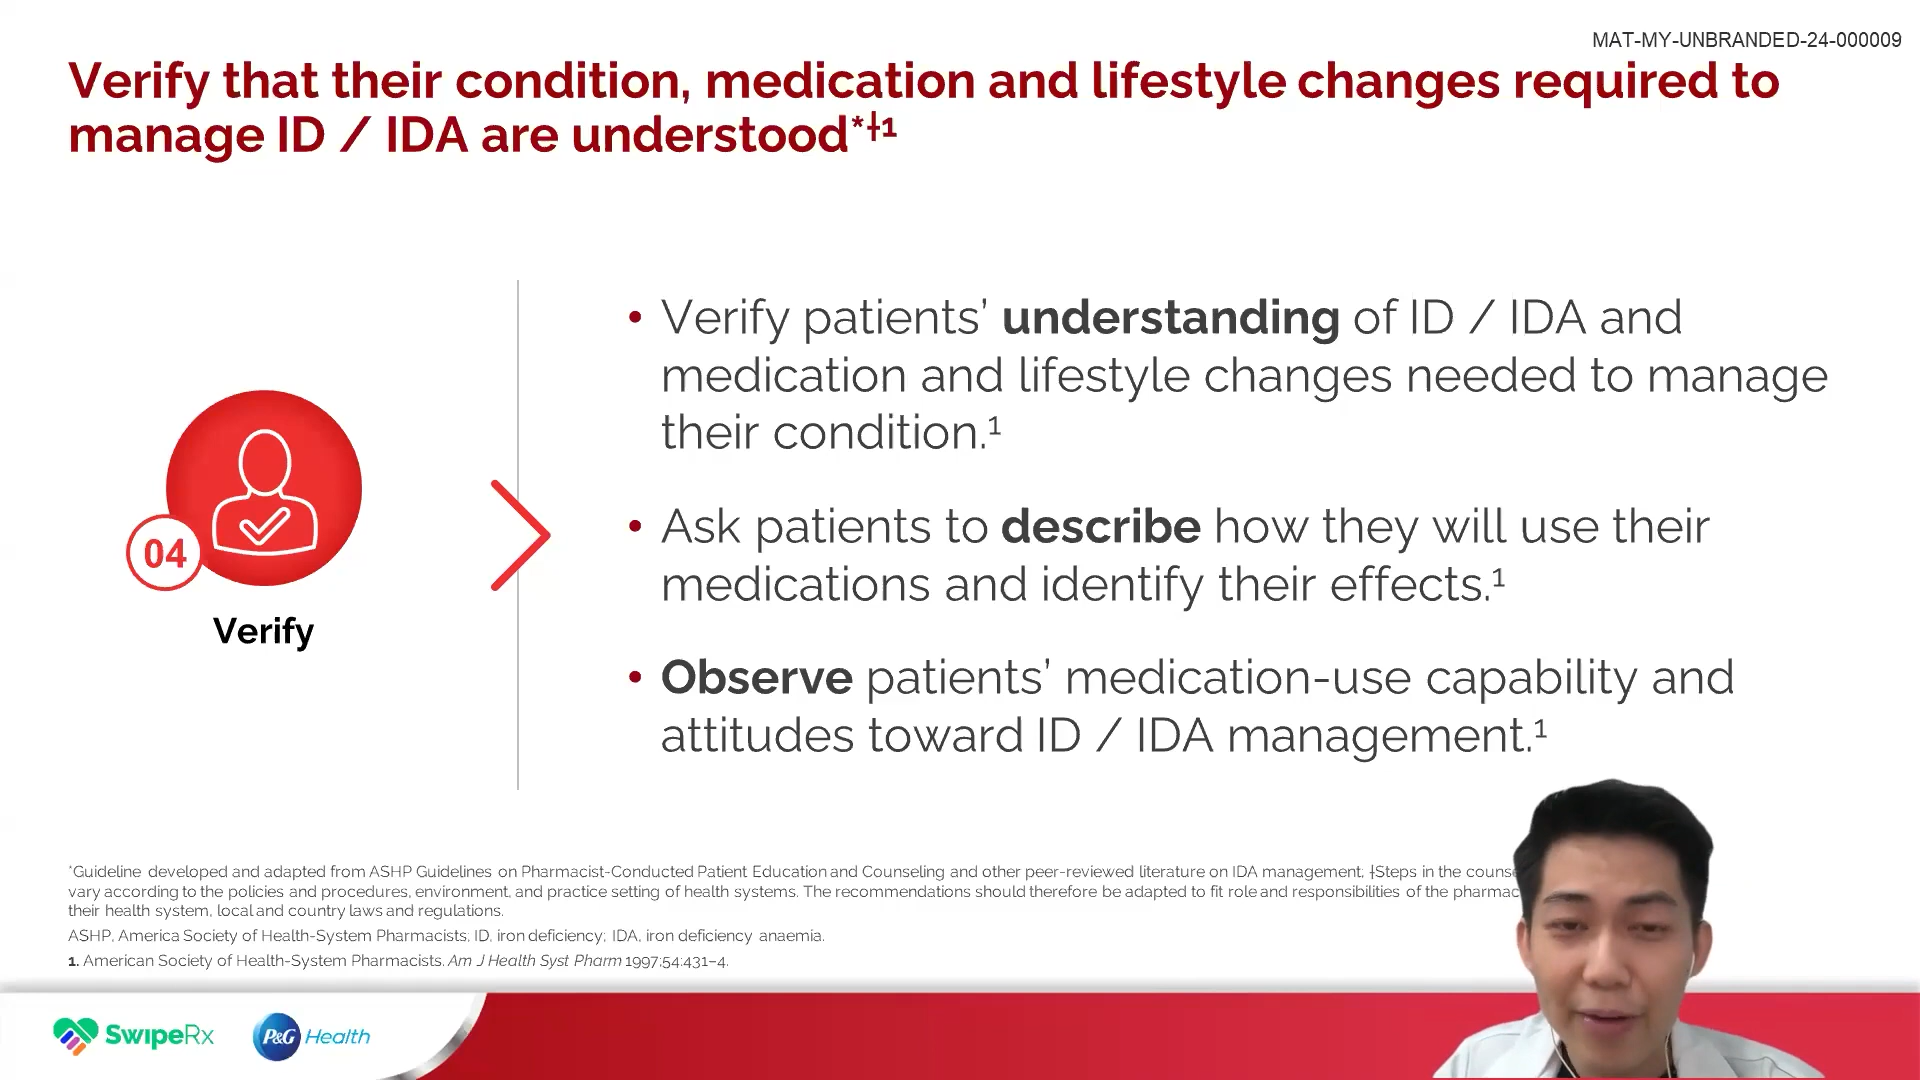 MAT-MY-UNBRANDED-24-000009
Verify that their condition, medication and lifestyle changes required to
manage ID / IDA are understood*ƚ1
• Verify patients’ understanding of ID / IDA and
medication and lifestyle changes needed to manage
their condition.1
• Ask patients to describe how they will use their
medications and identify their effects.1
• Observe patients’ medication-use capability and
attitudes toward ID / IDA management.1
04
Verify
*Guideline developed and adapted from ASHP Guidelines on Pharmacist-Conducted Patient Education and Counseling and other peer-reviewed literature on IDA management; ƚSteps in the
vary according to the policies and procedures, environment, and practice setting of health systems. The recommendations should therefore be adapted to fit role and responsibilities of the
their health system, local and country laws and regulations.
ASHP, America Society of Health-System Pharmacists; ID, iron deficiency; IDA, iron deficiency anaemia.
1. American Society of Health-System Pharmacists. Am J Health Syst Pharm 1997;54:431–4.
SwipeRx
P&G Health